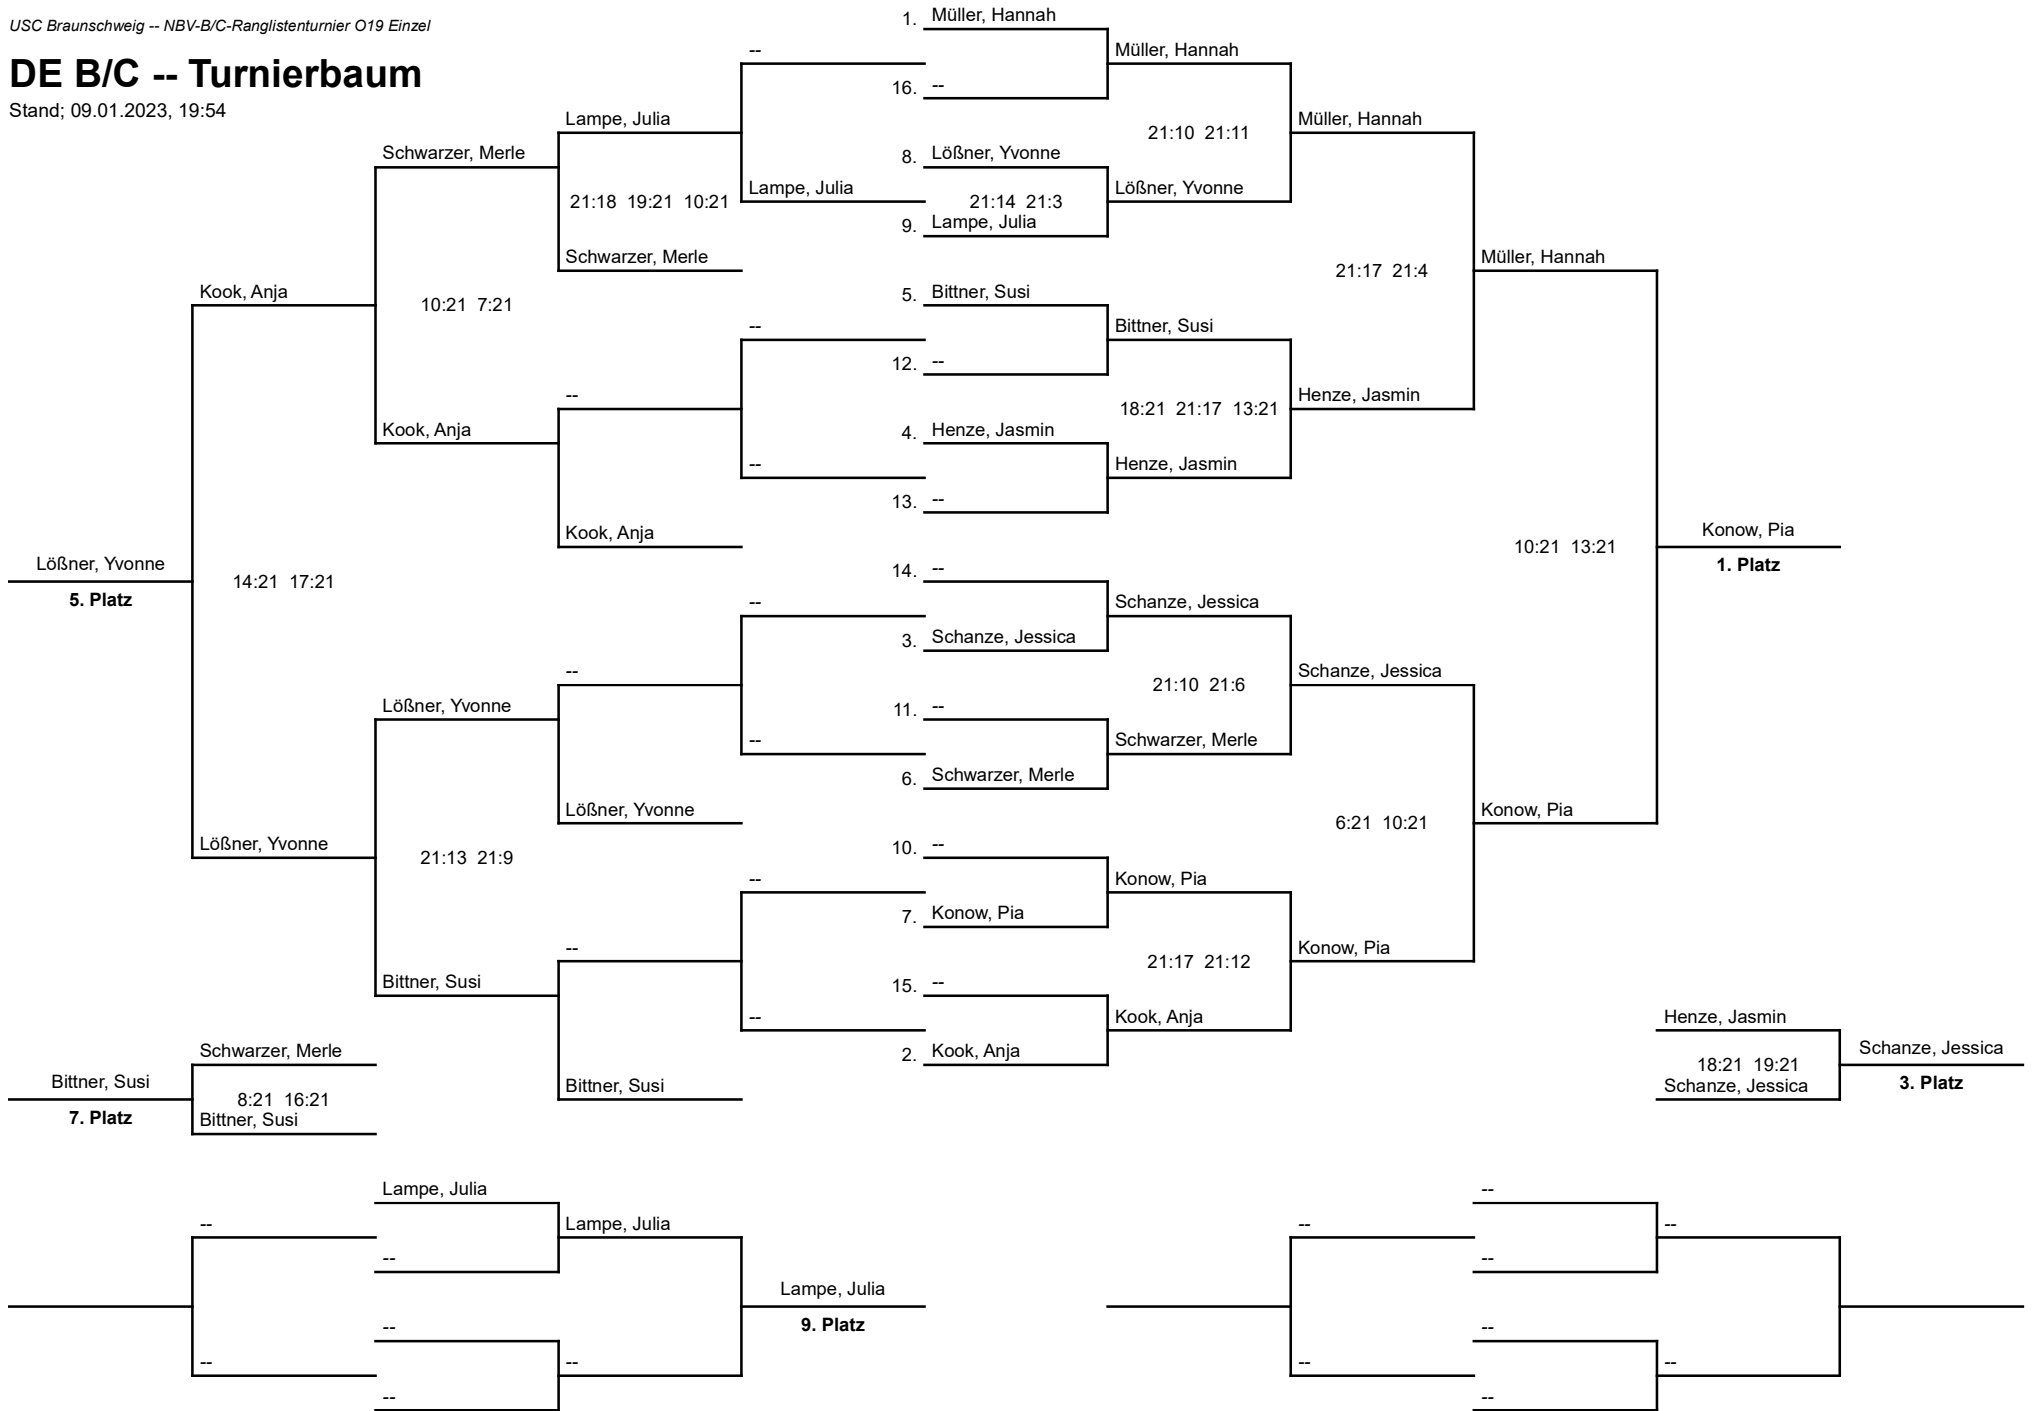 USC Braunschweig -- NBV-B/C-Ranglistenturnier O19 Einzel
DE B/C -- Turnierbaum
Stand; 09.01.2023, 19:54
1. Müller, Hannah
-- Müller, Hannah
16. --
Lampe, Julia Müller, Hannah
21:10 21:11
Schwarzer, Merle 8. Lößner, Yvonne
Lampe, Julia Lößner, Yvonne
21:18 19:21 10:21 21:14 21:3
9. Lampe, Julia
Schwarzer, Merle Müller, Hannah
21:17 21:4
Kook, Anja 5. Bittner, Susi
10:21 7:21
-- Bittner, Susi
12. --
-- Henze, Jasmin
18:21 21:17 13:21
Kook, Anja 4. Henze, Jasmin
-- Henze, Jasmin
13. --
Kook, Anja Konow, Pia
10:21 13:21
Lößner, Yvonne 14. -- 1. Platz
14:21 17:21
5. Platz -- Schanze, Jessica
3. Schanze, Jessica
-- Schanze, Jessica
21:10 21:6
Lößner, Yvonne 11. --
-- Schwarzer, Merle
6. Schwarzer, Merle
Lößner, Yvonne Konow, Pia
6:21 10:21
Lößner, Yvonne 10. --
21:13 21:9
-- Konow, Pia
7. Konow, Pia
-- Konow, Pia
21:17 21:12
Bittner, Susi 15. --
-- Kook, Anja Henze, Jasmin
Schwarzer, Merle 2. Kook, Anja Schanze, Jessica
18:21 19:21
Bittner, Susi Bittner, Susi Schanze, Jessica 3. Platz
8:21 16:21
7. Platz Bittner, Susi
Lampe, Julia --
-- Lampe, Julia -- --
-- --
Lampe, Julia
9. Platz
-- --
-- -- -- --
-- --